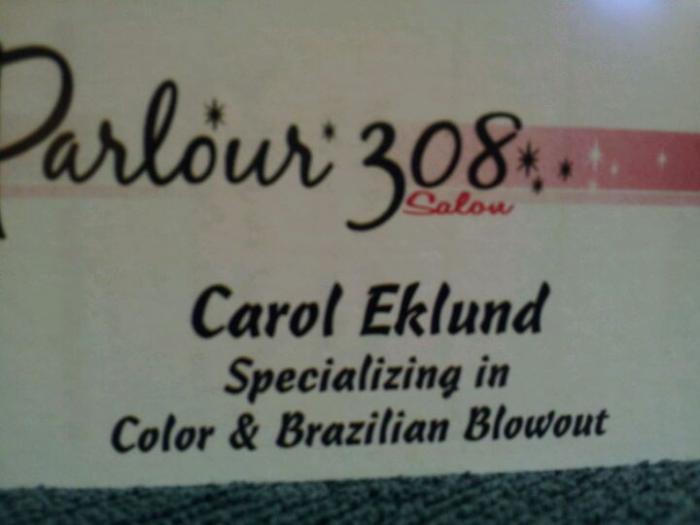 Parlour 308
Salon
Carol Eklund
Specializing in
Color & Brazilian Blowout